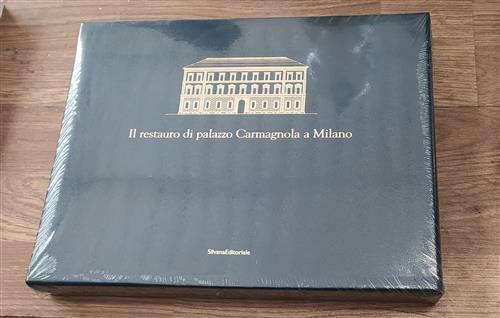 Il restauro di palazzo Carmagnola a Milano
SilvanaEditoriale